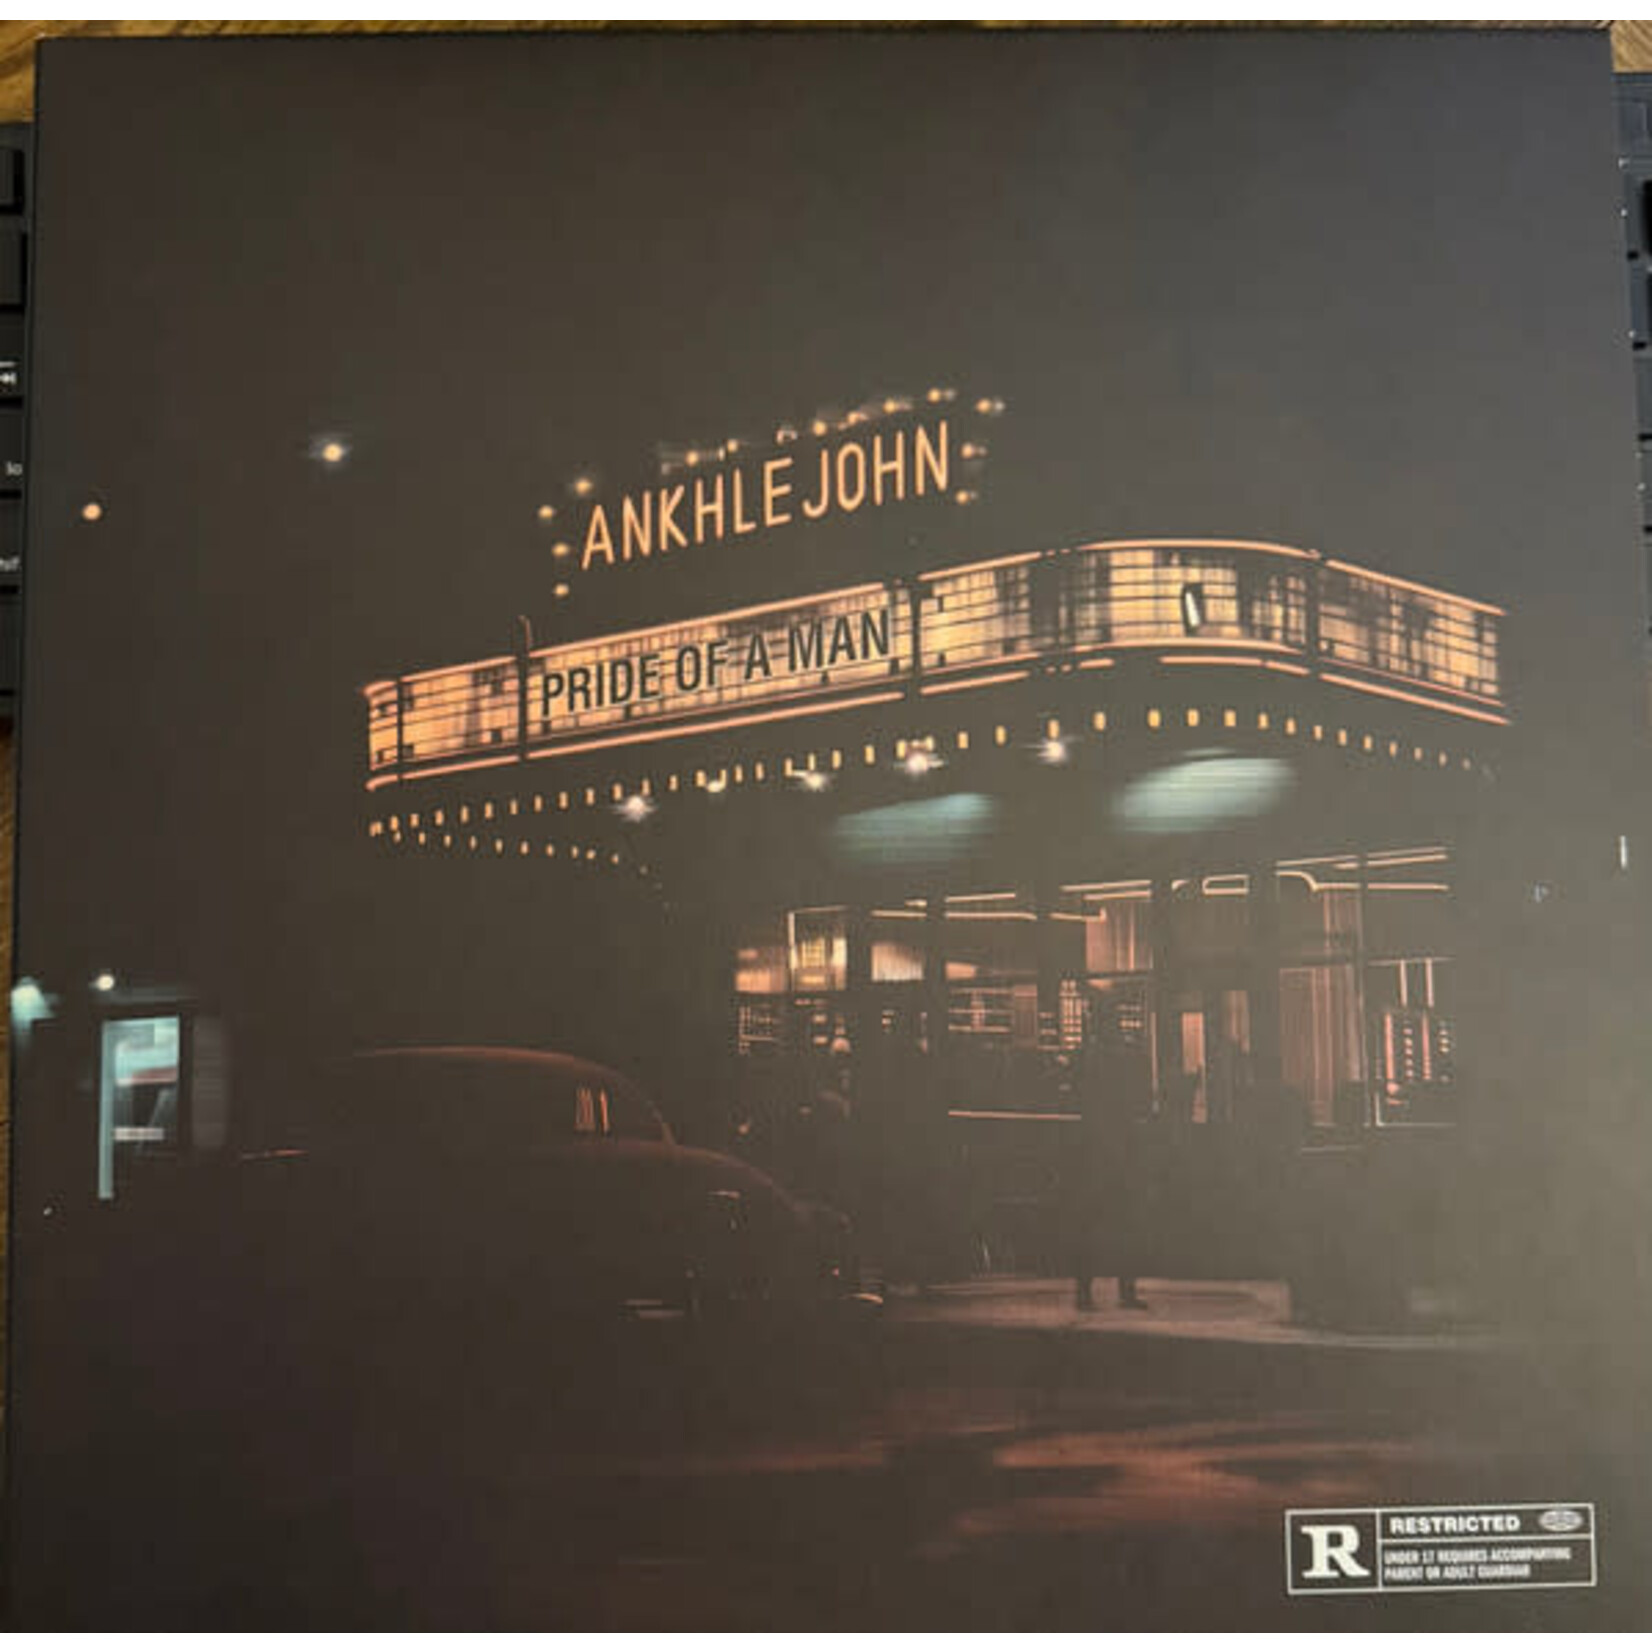 ANKHLEJOHN
PRIDE OF A MAN
R
RESTRICTED
UNDER 17 REQUIRES ACCOMPANYING
PARENT OR ADULT GUARDIAN